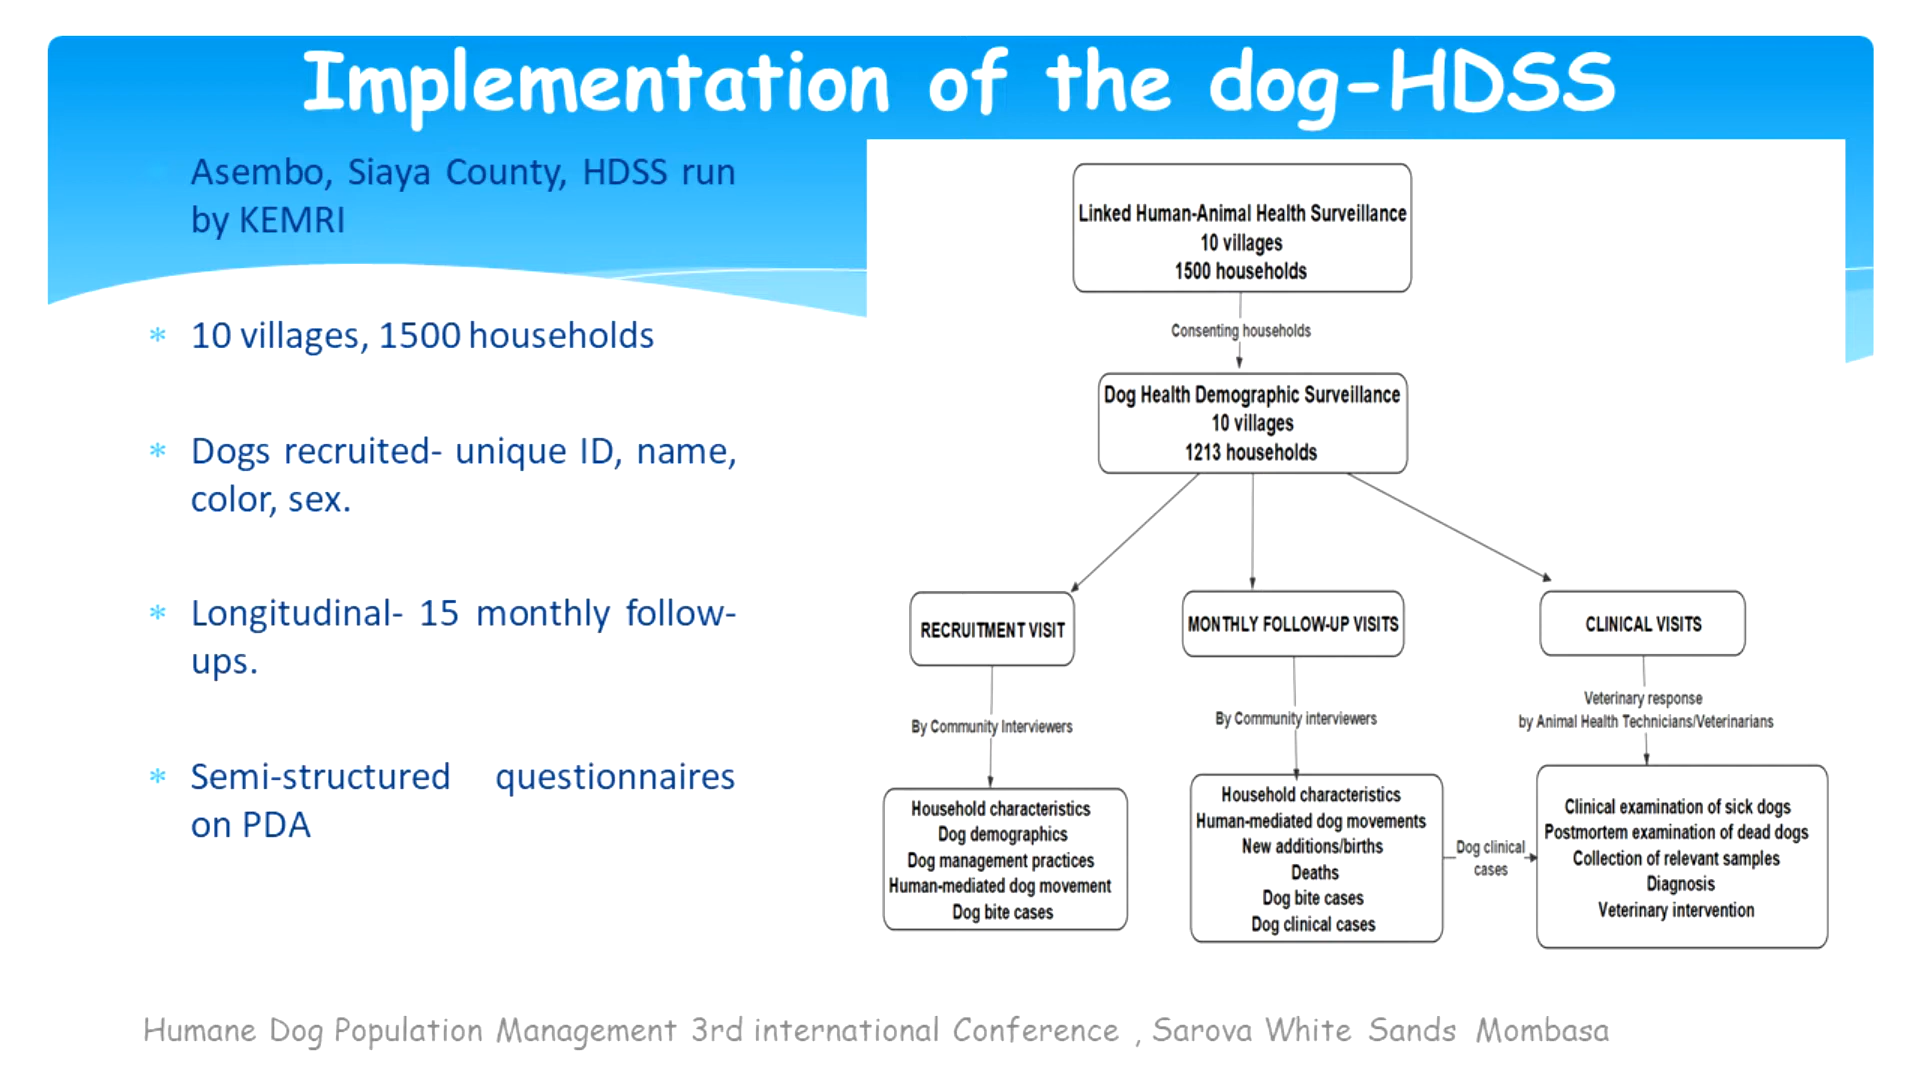 Implementation of the dog-HDSS
Asembo, Siaya County, HDSS run
by KEMRI
* 10 villages, 1500 households
* Dogs recruited- unique ID, name,
color, sex.
* Longitudinal- 15 monthly follow-
ups.
* Semi-structured questionnaires
on PDA
Linked Human-Animal Health Surveillance
10 villages
1500 households
Consenting households
Dog Health Demographic Surveillance
10 villages
1213 households
RECRUITMENT VISIT
By Community Interviewers
Household characteristics
Dog demographics
Dog management practices
Human-mediated dog movement
Dog bite cases
MONTHLY FOLLOW-UP VISITS
By Community interviewers
Household characteristics
Human-mediated dog movements
New additions/births
Deaths
Dog bite cases
Dog clinical cases
Dog clinical
cases
CLINICAL VISITS
Veterinary response
by Animal Health Technicians/Veterinarians
Clinical examination of sick dogs
Postmortem examination of dead dogs
Collection of relevant samples
Diagnosis
Veterinary intervention
Humane Dog Population Management 3rd international Conference , Sarova White Sands Mombasa